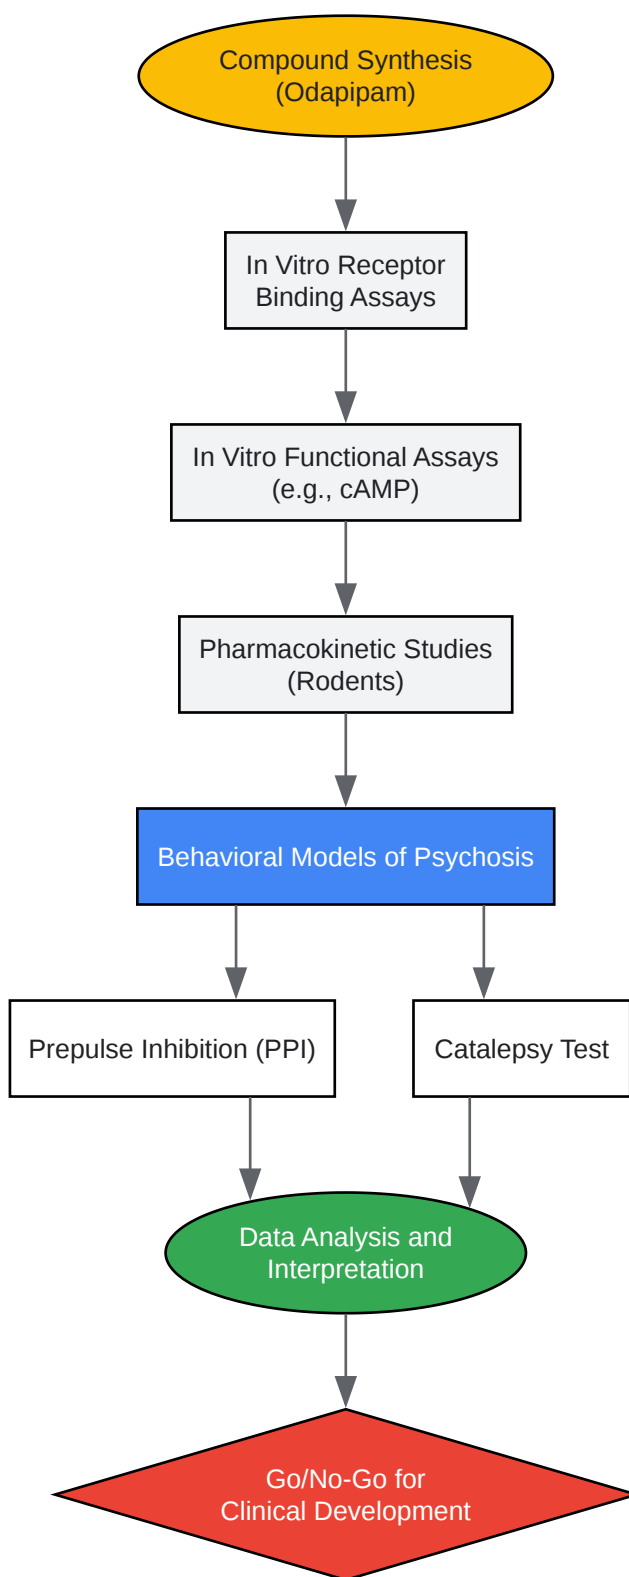 Compound Synthesis
(Odapipam)
In Vitro Receptor
Binding Assays
In Vitro Functional Assays
(e.g., cAMP)
Pharmacokinetic Studies
(Rodents)
Behavioral Models of Psychosis
Prepulse Inhibition (PPI)
Catalepsy Test
Data Analysis and
Interpretation
Go/No-Go for
Clinical Development